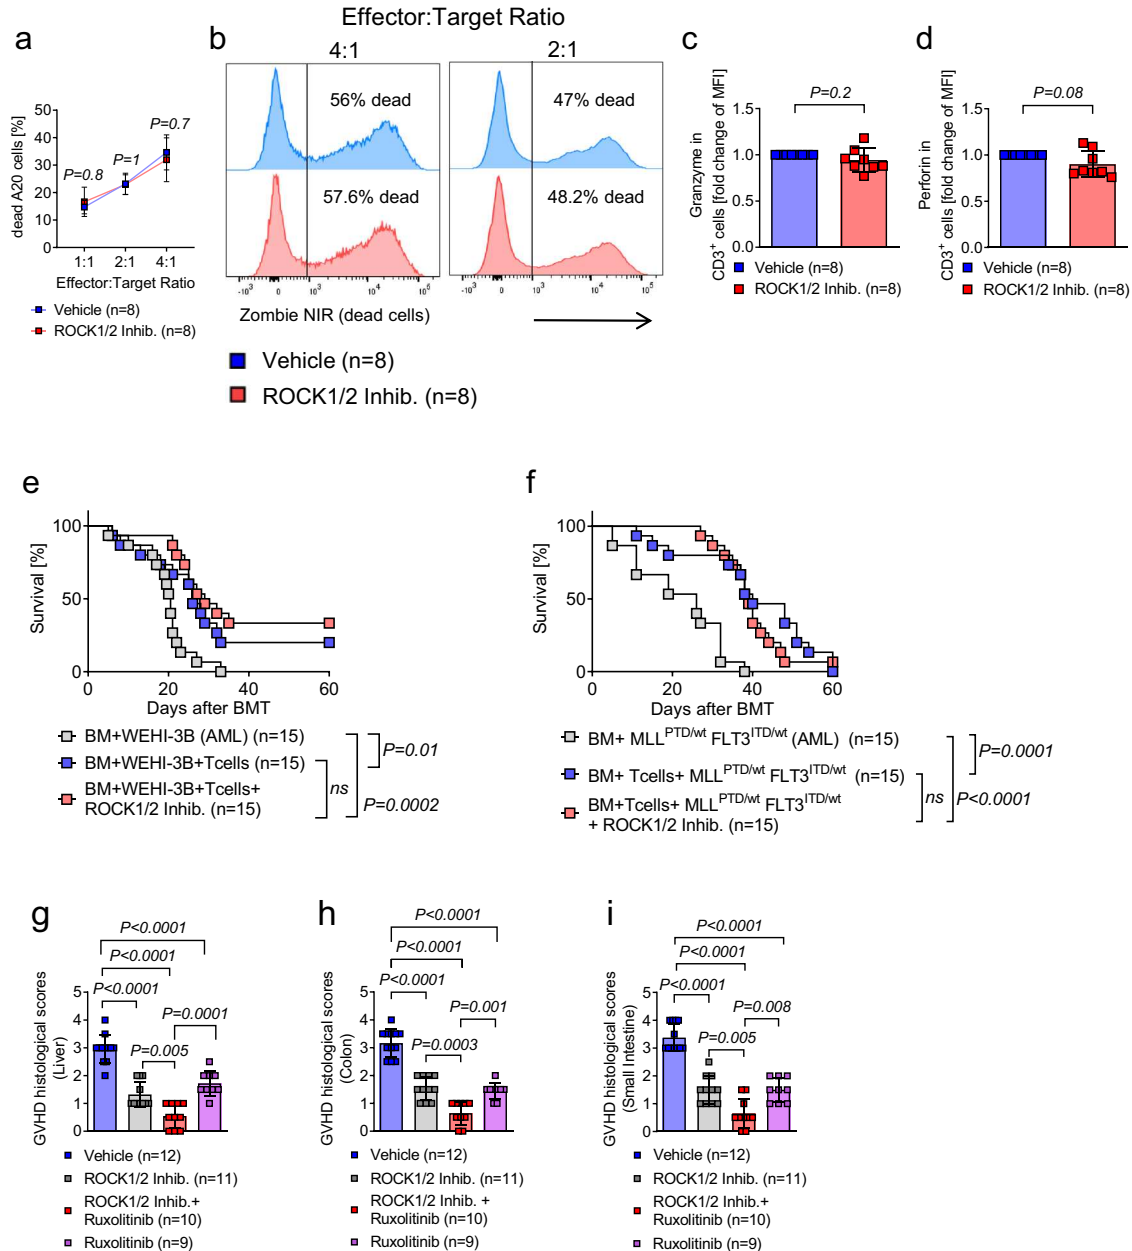 Effector:Target Ratio
a
b
4:1
2:1
c
d
dead A20 cells [%]
50
40
30
20
10
0
P=0.8
P=1
P=0.7
1:1
2:1
4:1
Effector:Target Ratio
Vehicle (n=8)
ROCK1/2 Inhib. (n=8)
56% dead
47% dead
57.6% dead
48.2% dead
-10³ 0 10³ 10⁴ 10⁵
-10³ 0 10³ 10⁴ 10⁵
Zombie NIR (dead cells)
Vehicle (n=8)
ROCK1/2 Inhib. (n=8)
Granzyme in
CD3⁺ cells [fold change of MFI]
P=0.2
1.5
1.0
0.5
0.0
Vehicle (n=8)
ROCK1/2 Inhib.(n=8)
Perforin in
CD3⁺ cells [fold change of MFI]
P=0.08
1.5
1.0
0.5
0.0
Vehicle (n=8)
ROCK1/2 Inhib.(n=8)
e
Survival [%]
100
50
0
0 20 40 60
Days after BMT
BM+WEHI-3B (AML) (n=15)
BM+WEHI-3B+Tcells (n=15)
BM+WEHI-3B+Tcells+
ROCK1/2 Inhib. (n=15)
P=0.01
ns
P=0.0002
f
Survival [%]
100
50
0
0 20 40 60
Days after BMT
BM+ MLLᴾᵀᴰ/ʷᵗ FLT3ᴵᵀᴰ/ʷᵗ (AML) (n=15)
BM+ Tcells+ MLLᴾᵀᴰ/ʷᵗ FLT3ᴵᵀᴰ/ʷᵗ (n=15)
BM+Tcells+ MLLᴾᵀᴰ/ʷᵗ FLT3ᴵᵀᴰ/ʷᵗ
+ ROCK1/2 Inhib. (n=15)
P=0.0001
ns
P<0.0001
g
P<0.0001
P<0.0001
P<0.0001
P=0.0001
P=0.005
GVHD histological scores
(Liver)
5
4
3
2
1
0
Vehicle (n=12)
ROCK1/2 Inhib. (n=11)
ROCK1/2 Inhib.+
Ruxolitinib (n=10)
Ruxolitinib (n=9)
h
P<0.0001
P<0.0001
P<0.0001
P=0.001
P=0.0003
GVHD histological scores
(Colon)
5
4
3
2
1
0
Vehicle (n=12)
ROCK1/2 Inhib. (n=11)
ROCK1/2 Inhib. +
Ruxolitinib (n=10)
Ruxolitinib (n=9)
i
P<0.0001
P<0.0001
P<0.0001
P=0.008
P=0.005
GVHD histological scores
(Small Intestine)
5
4
3
2
1
0
Vehicle (n=12)
ROCK1/2 Inhib. (n=11)
ROCK1/2 Inhib.+
Ruxolitinib (n=10)
Ruxolitinib (n=9)